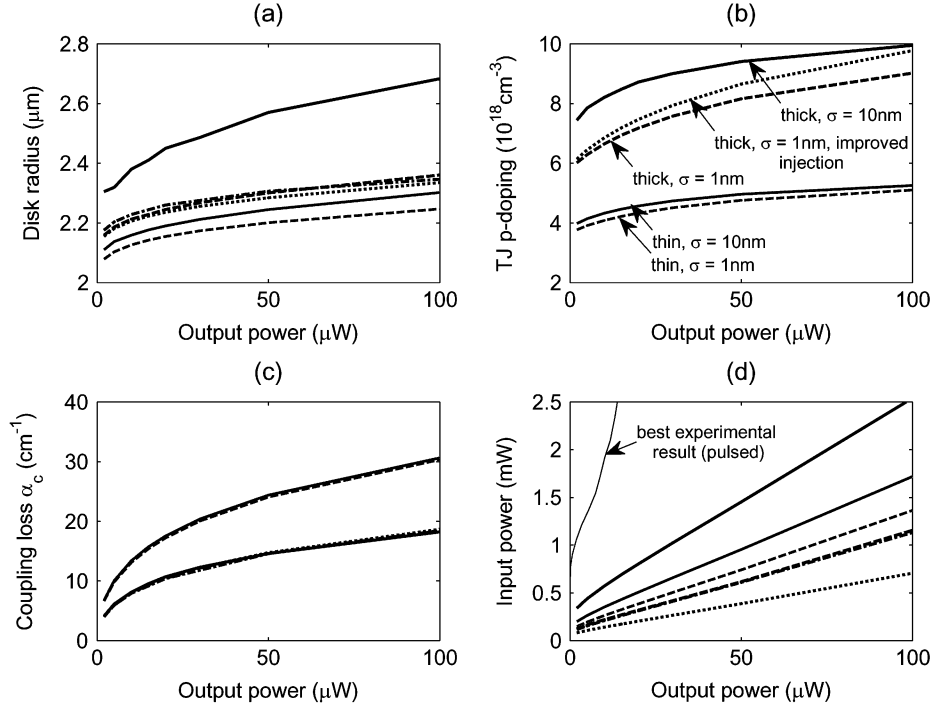 (a)
2.8
2.6
2.4
2.2
2
0
50
100
Disk radius (μm)
Output power (μW)
(b)
10
8
6
4
2
0
50
100
TJ p-doping (10^18 cm^-3)
Output power (μW)
thick, σ = 10nm
thick, σ = 1nm, improved
injection
thick, σ = 1nm
thin, σ = 10nm
thin, σ = 1nm
(c)
40
30
20
10
0
0
50
100
Coupling loss α_c (cm^-1)
Output power (μW)
(d)
2.5
2
1.5
1
0.5
0
0
50
100
Input power (mW)
Output power (μW)
best experimental
result (pulsed)